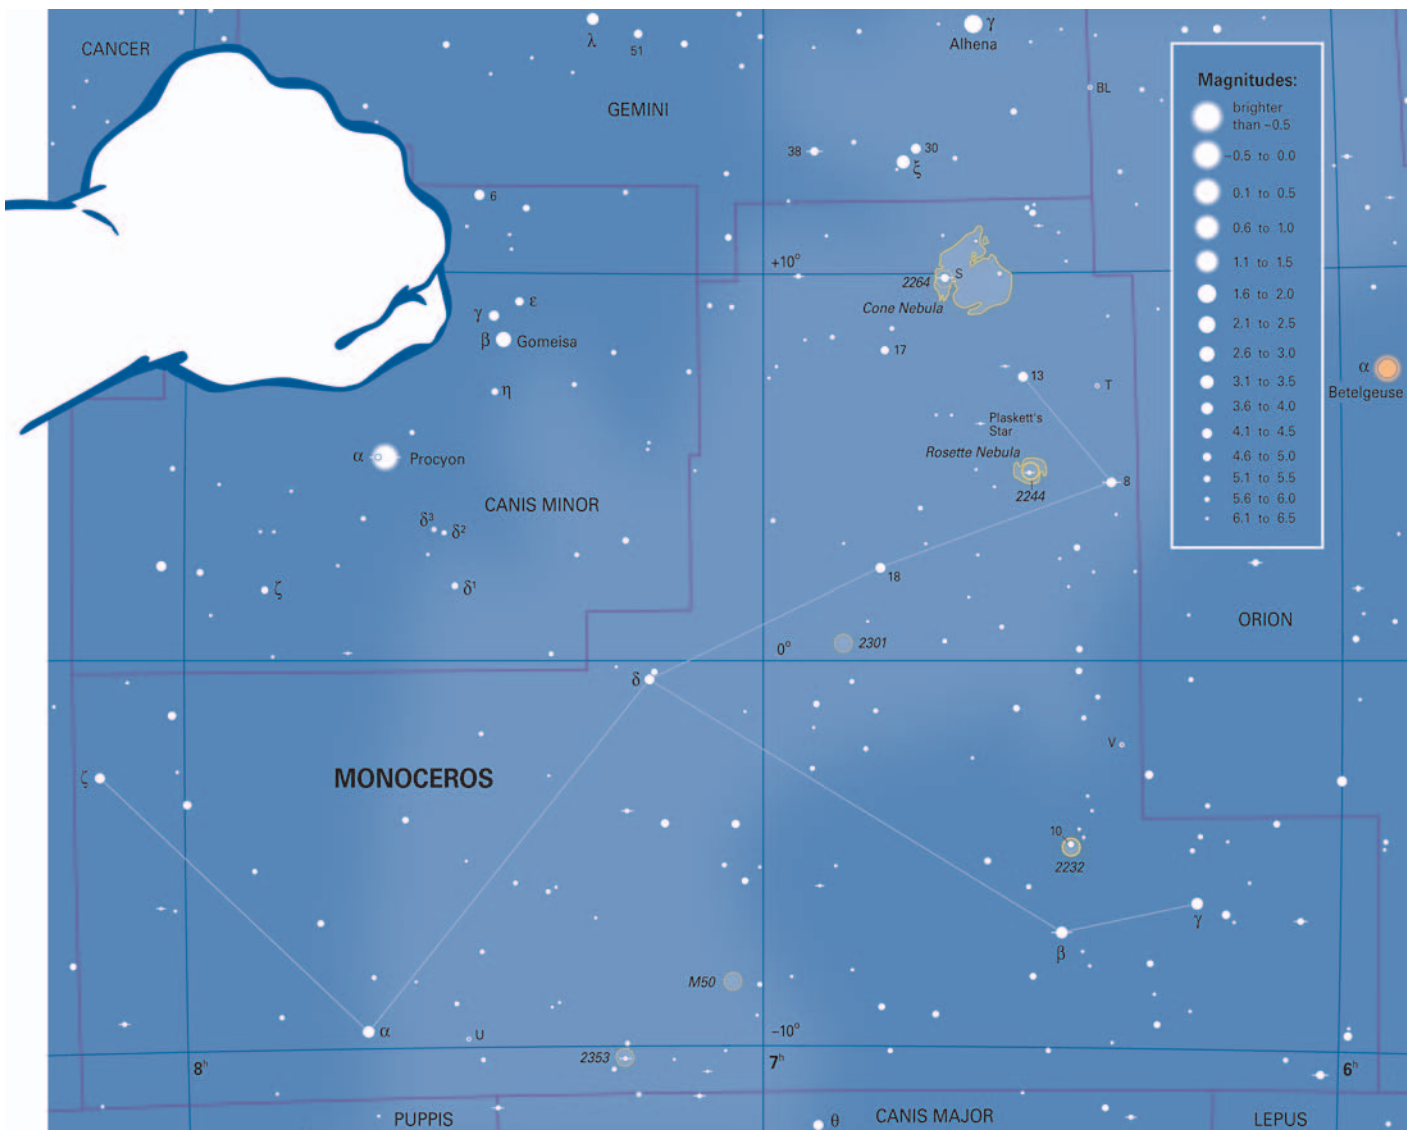 λ
51
γ
Alhena
CANCER
GEMINI
BL
38
30
ξ
6
+10°
2264
S
Cone Nebula
ε
γ
β Gomeisa
17
η
13
T
α
Betelgeuse
Plaskett's
Star
α Procyon
Rosette Nebula
8
2244
CANIS MINOR
δ³
δ²
18
ζ
δ¹
ORION
2301
0°
δ
V
ζ
MONOCEROS
10
2232
γ
β
M50
α
U
-10°
2353
8ʰ
7ʰ
6ʰ
PUPPIS
θ
CANIS MAJOR
LEPUS
Magnitudes:
brighter
than -0.5
-0.5 to 0.0
0.1 to 0.5
0.6 to 1.0
1.1 to 1.5
1.6 to 2.0
2.1 to 2.5
2.6 to 3.0
3.1 to 3.5
3.6 to 4.0
4.1 to 4.5
4.6 to 5.0
5.1 to 5.5
5.6 to 6.0
6.1 to 6.5